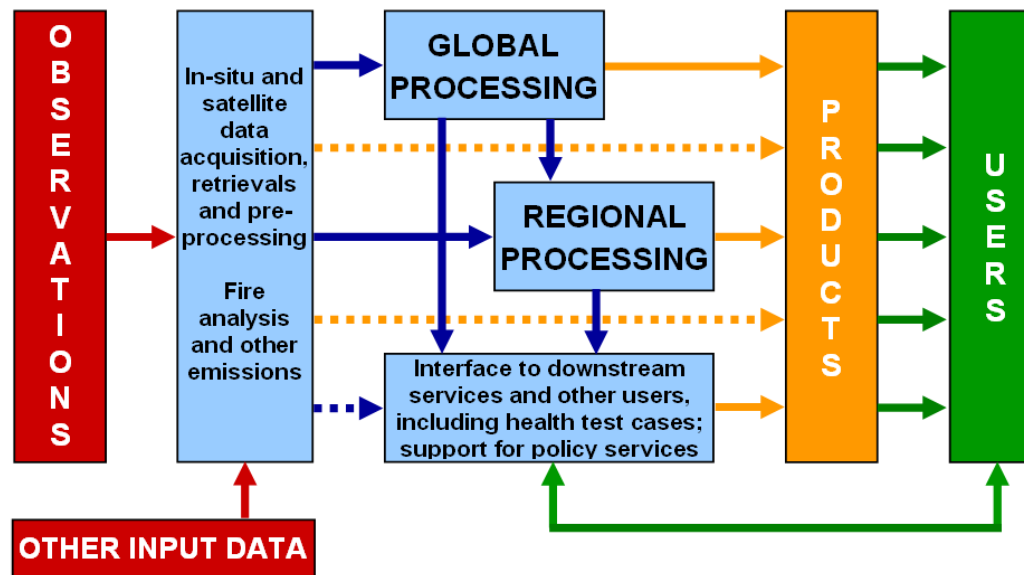 OBSERVATIONS
In-situ and
satellite
data
acquisition,
retrievals
and pre-
processing
Fire
analysis
and other
emissions
GLOBAL
PROCESSING
REGIONAL
PROCESSING
Interface to downstream
services and other users,
including health test cases;
support for policy services
PRODUCTS
USERS
OTHER INPUT DATA